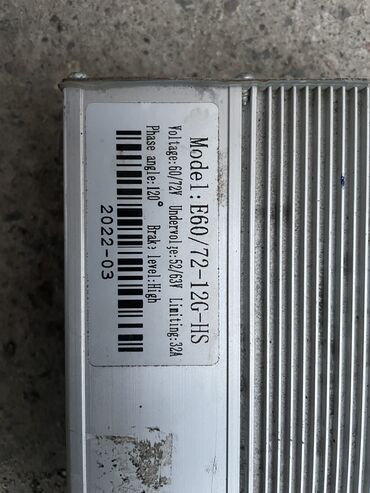 Model:E60/72-12G-HS
Voltage:60/72V Undervolge:52/63V Limiting:32A
Phase angle:120° Brake level:High
2022-03